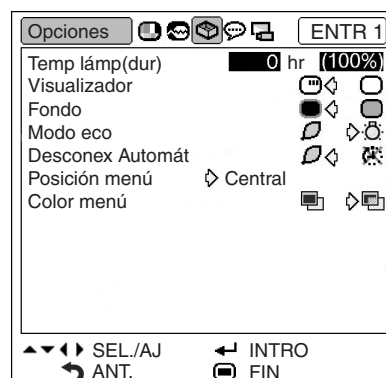 Opciones ENTR 1
Temp lámp(dur) 0 hr (100%)
Visualizador
Fondo
Modo eco
Desconex Automát
Posición menú Central
Color menú
SEL./AJ INTRO
ANT. FIN